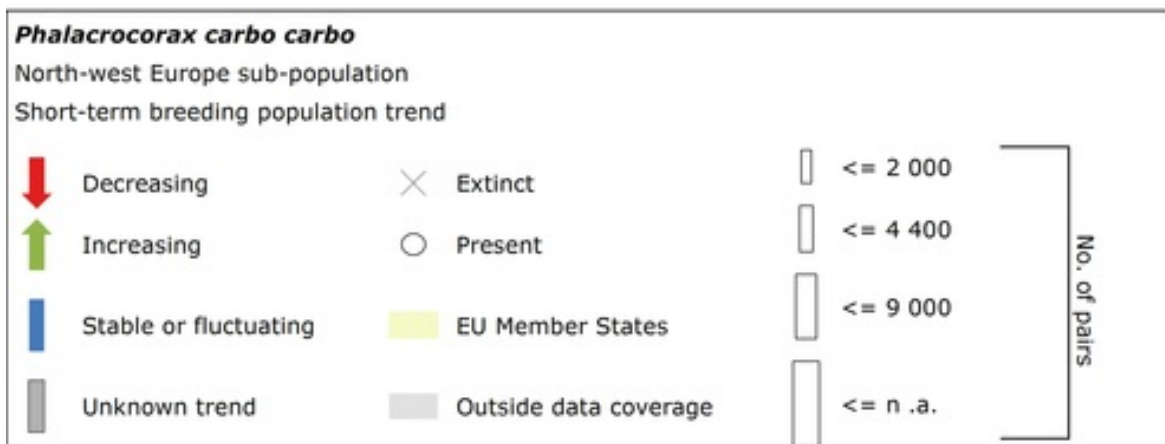 Phalacrocorax carbo carbo
North-west Europe sub-population
Short-term breeding population trend
Decreasing
Extinct
<= 2 000
Increasing
Present
<= 4 400
Stable or fluctuating
EU Member States
<= 9 000
Unknown trend
Outside data coverage
<= n .a.
No. of pairs